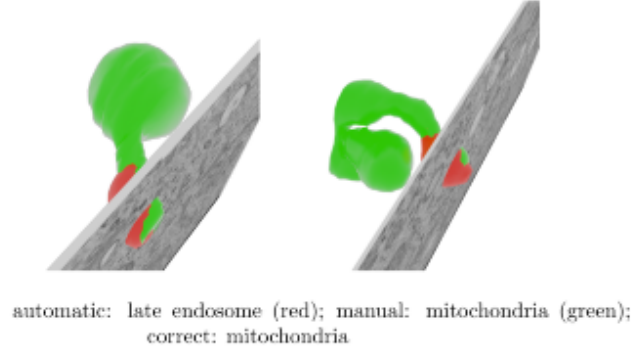 automatic: late endosome (red); manual: mitochondria (green);
correct: mitochondria